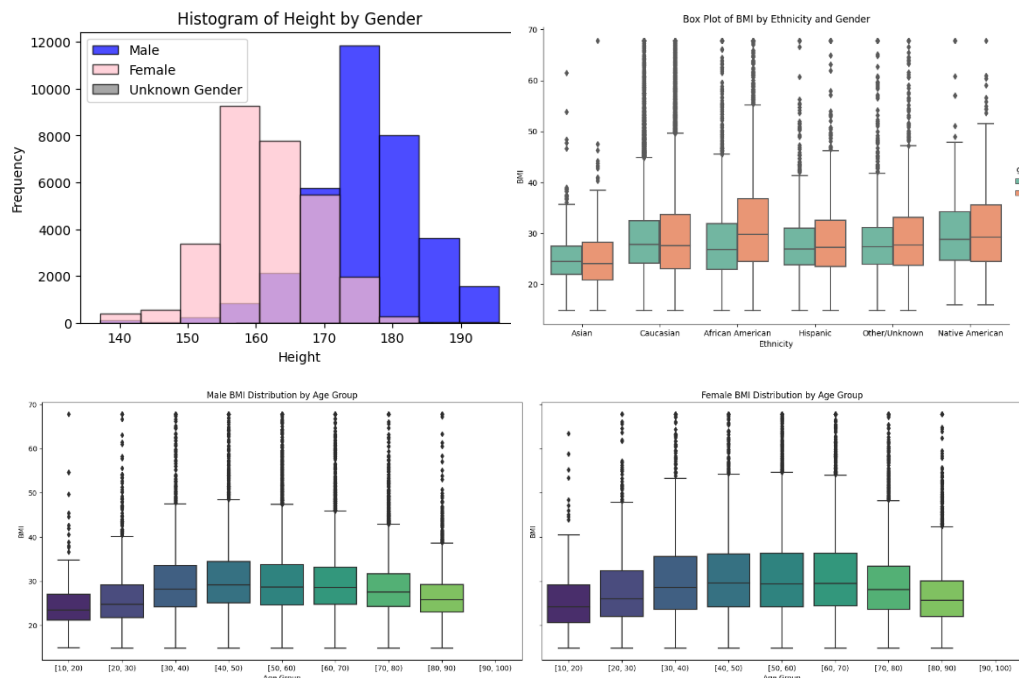 Histogram of Height by Gender
Male
Female
Unknown Gender
12000
10000
8000
6000
4000
2000
0
Frequency
140 150 160 170 180 190
Height
Box Plot of BMI by Ethnicity and Gender
70
60
50
40
30
20
BMI
Asian Caucasian African American Hispanic Other/Unknown Native American
Ethnicity
Male BMI Distribution by Age Group
70
60
50
40
30
20
BMI
[10, 20) [20, 30) [30, 40) [40, 50) [50, 60) [60, 70) [70, 80) [80, 90) [90, 100)
Age Group
Female BMI Distribution by Age Group
[10, 20) [20, 30) [30, 40) [40, 50) [50, 60) [60, 70) [70, 80) [80, 90) [90, 100)
Age Group